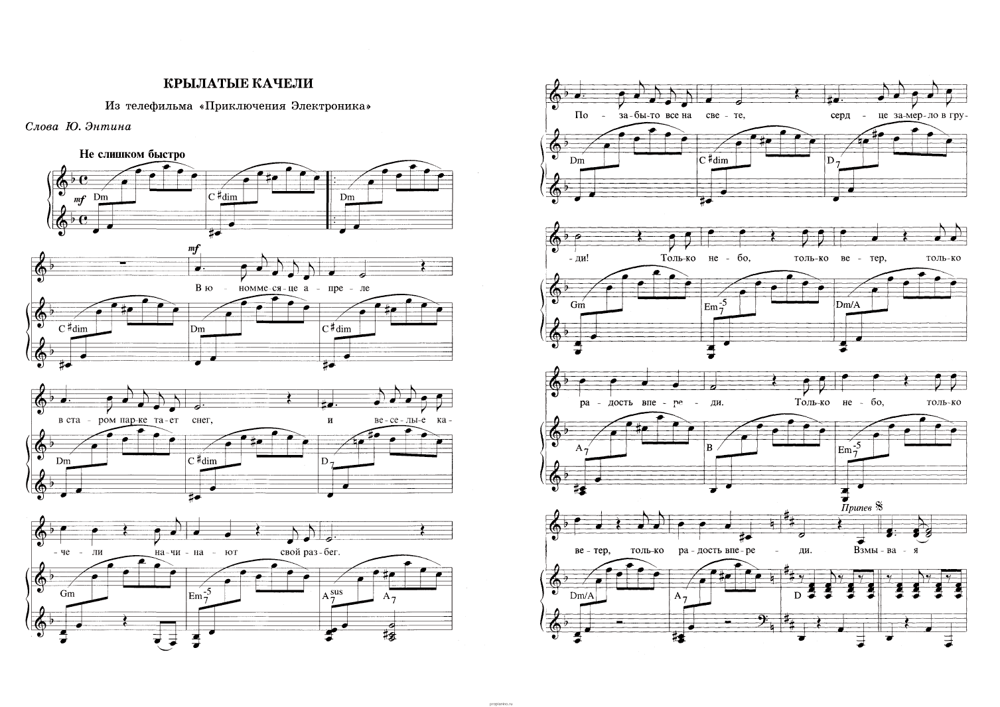 КРЫЛАТЫЕ КАЧЕЛИ
Из телефильма «Приключения Электроника»
Слова Ю. Энтина
Не слишком быстро
mf Dm C♯dim Dm
mf
В ю - ном ме - ся - це а - пре - ле
C♯dim Dm C♯dim
в ста - ром пар - ке та - ет снег, и ве - се - лы - е ка -
Dm C♯dim D7
- че - ли на - чи - на - ют свой раз - бег.
Gm Em-5/7 Asus7 A7
По - за - бы - то все на све - те, серд - це за - мер - ло в гру -
Dm C♯dim D7
- ди! Толь - ко не - бо, толь - ко ве - тер, толь - ко
Gm Em-5/7 Dm/A
ра - дость впе - ре - ди. Толь - ко не - бо, толь - ко
A7 B Em-5/7
Припев
ве - тер, толь - ко ра - дость впе - ре - ди. Взмы - ва - я
Dm/A A7 D
propianino.ru